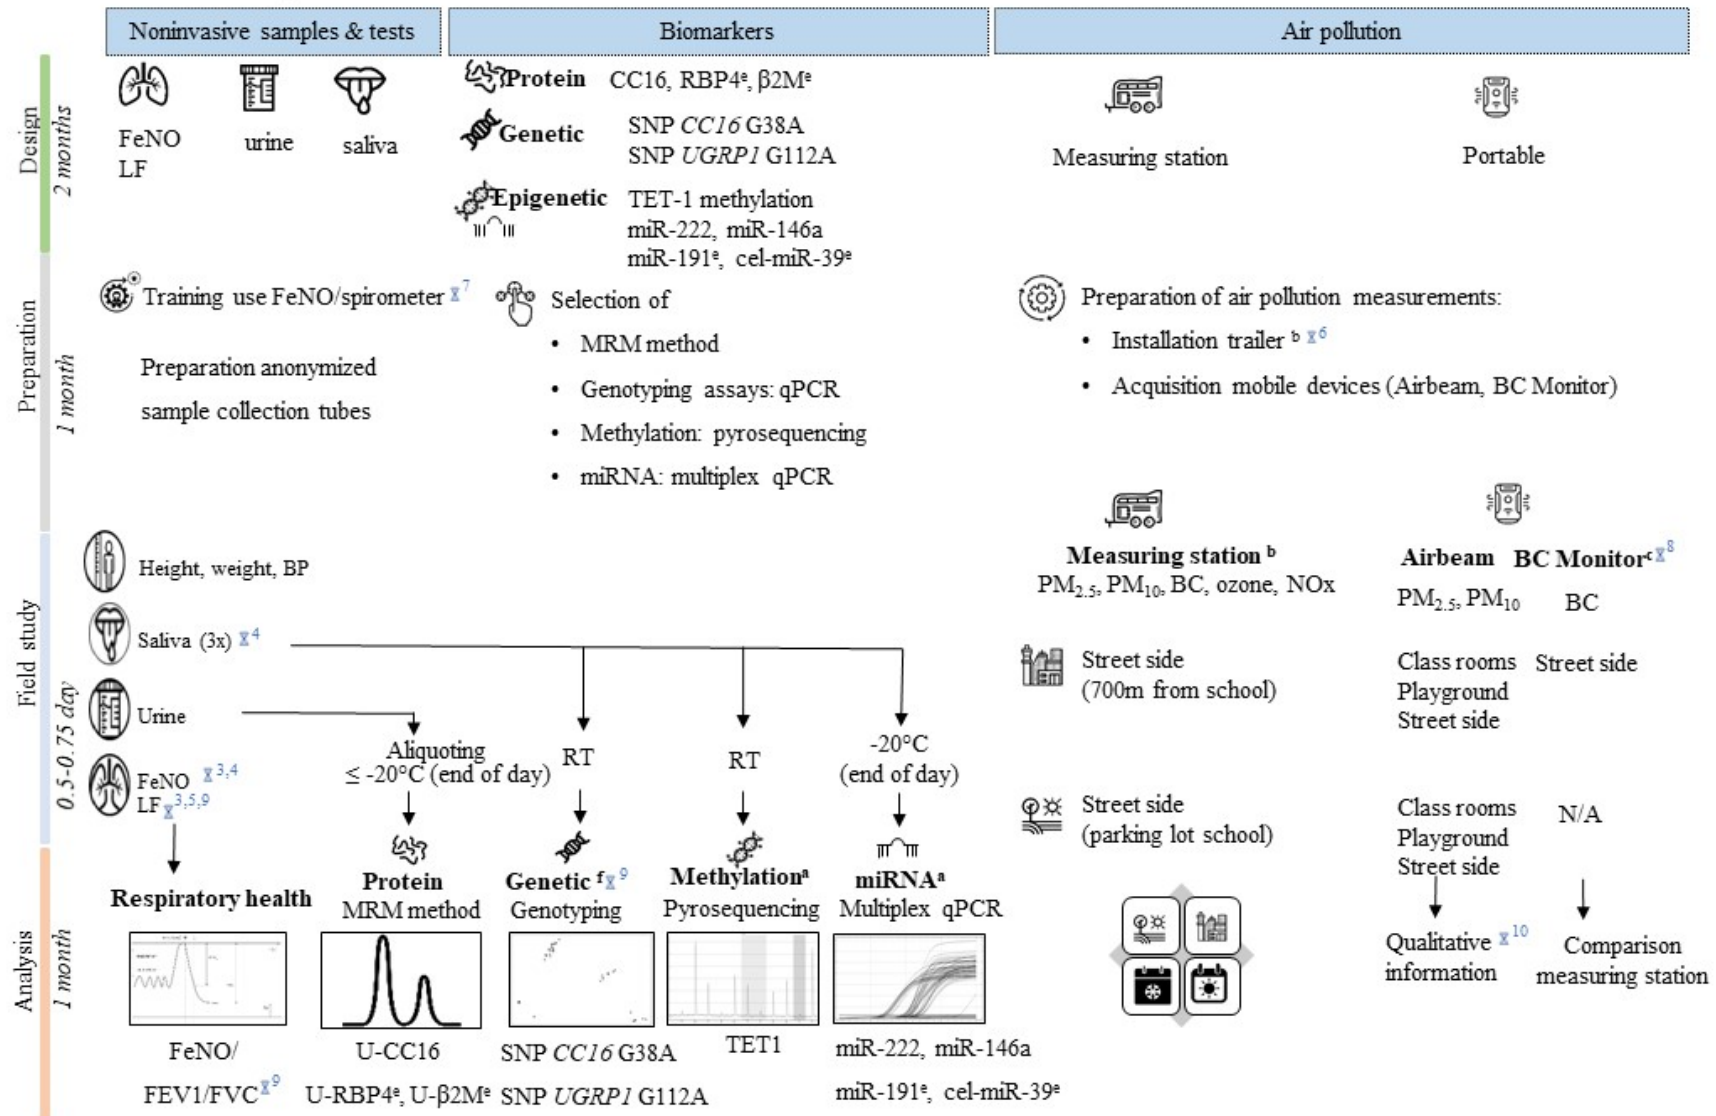 Noninvasive samples & tests
Biomarkers
Air pollution
Design
2 months
FeNO
LF
urine
saliva
Protein CC16, RBP4ᵉ, β2Mᵉ
Genetic SNP CC16 G38A
SNP UGRP1 G112A
Epigenetic TET-1 methylation
miR-222, miR-146a
miR-191ᵉ, cel-miR-39ᵉ
Measuring station
Portable
Preparation
1 month
Training use FeNO/spirometer ⧖⁷
Preparation anonymized
sample collection tubes
Selection of
• MRM method
• Genotyping assays: qPCR
• Methylation: pyrosequencing
• miRNA: multiplex qPCR
Preparation of air pollution measurements:
• Installation trailer ᵇ ⧖⁶
• Acquisition mobile devices (Airbeam, BC Monitor)
Field study
0.5-0.75 day
Height, weight, BP
Saliva (3x) ⧖⁴
Urine
FeNO ⧖³,⁴
LF ⧖³,⁵,⁹
Aliquoting
≤ -20°C (end of day)
RT
RT
-20°C
(end of day)
Measuring station ᵇ
PM₂.₅, PM₁₀, BC, ozone, NOx
Airbeam BC Monitorᶜ ⧖⁸
PM₂.₅, PM₁₀ BC
Street side
(700m from school)
Class rooms Street side
Playground
Street side
Street side
(parking lot school)
Class rooms N/A
Playground
Street side
Qualitative ⧖¹⁰
information
Comparison
measuring station
Analysis
1 month
Respiratory health
Protein
MRM method
Genetic ᶠ ⧖⁹
Genotyping
Methylationᵃ
Pyrosequencing
miRNAᵃ
Multiplex qPCR
FeNO/
FEV1/FVC ⧖⁹
U-CC16
U-RBP4ᵉ, U-β2Mᵉ
SNP CC16 G38A
SNP UGRP1 G112A
TET1
miR-222, miR-146a
miR-191ᵉ, cel-miR-39ᵉ